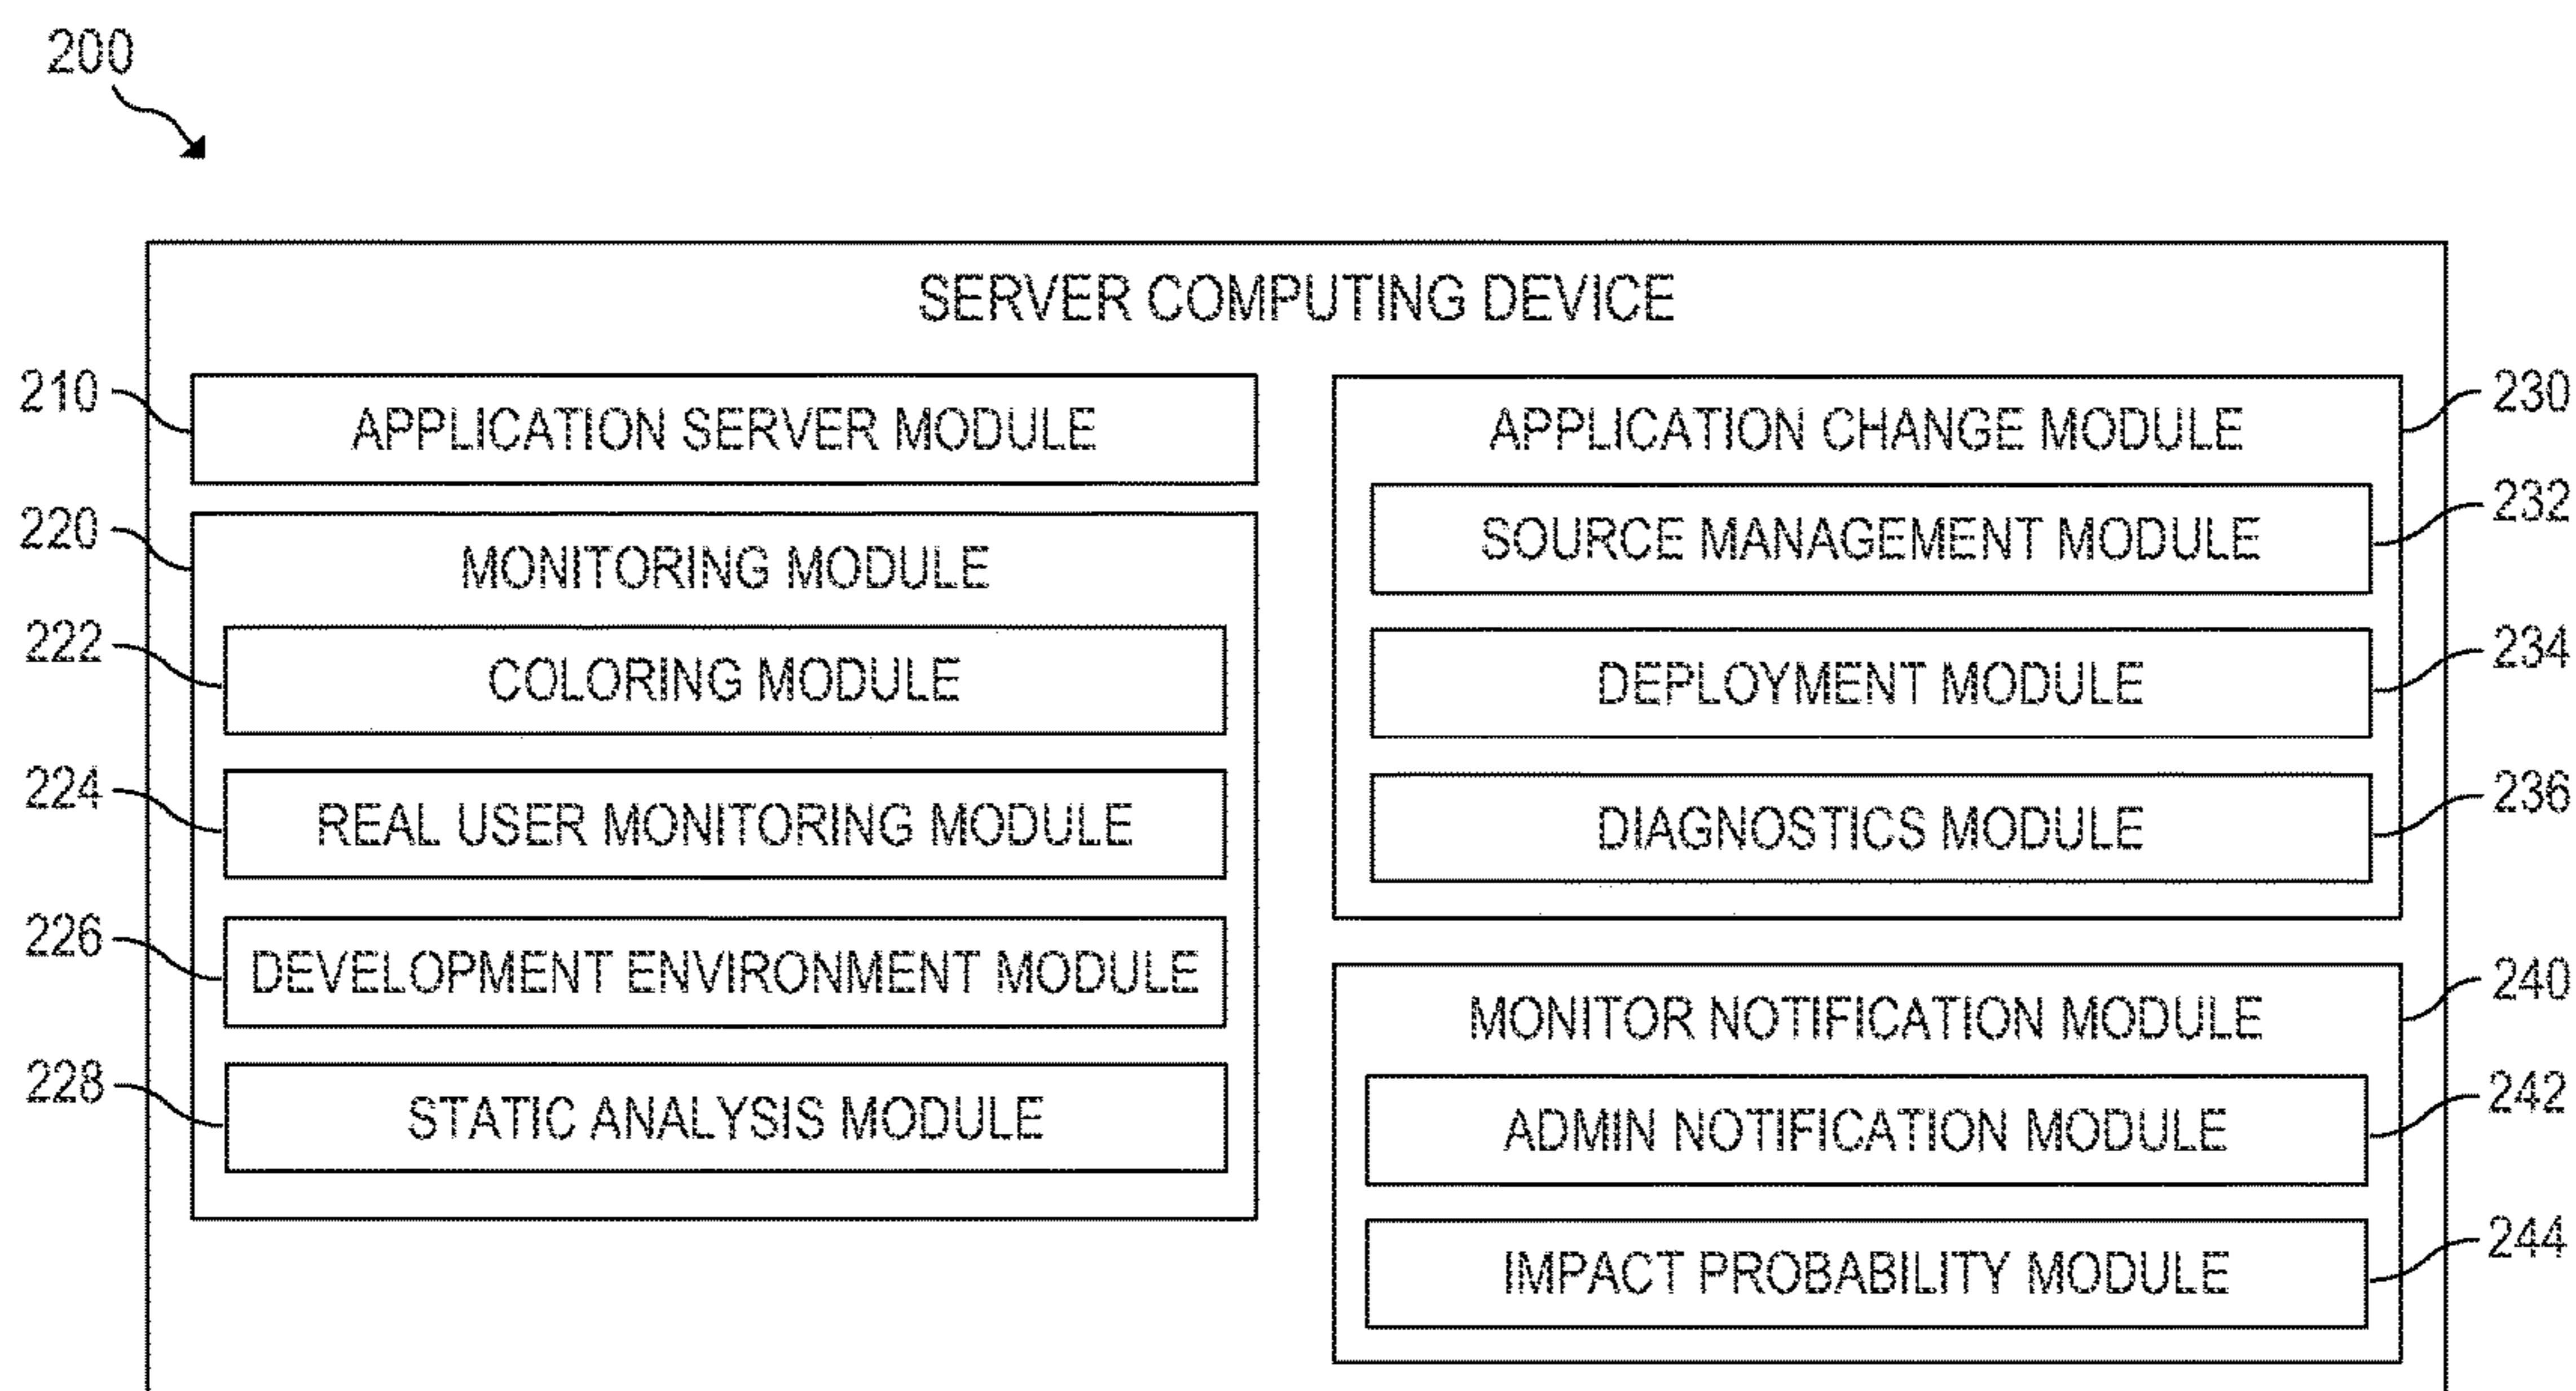 200
SERVER COMPUTING DEVICE
210
APPLICATION SERVER MODULE
220
MONITORING MODULE
222
COLORING MODULE
224
REAL USER MONITORING MODULE
226
DEVELOPMENT ENVIRONMENT MODULE
228
STATIC ANALYSIS MODULE
230
APPLICATION CHANGE MODULE
232
SOURCE MANAGEMENT MODULE
234
DEPLOYMENT MODULE
236
DIAGNOSTICS MODULE
240
MONITOR NOTIFICATION MODULE
242
ADMIN NOTIFICATION MODULE
244
IMPACT PROBABILITY MODULE